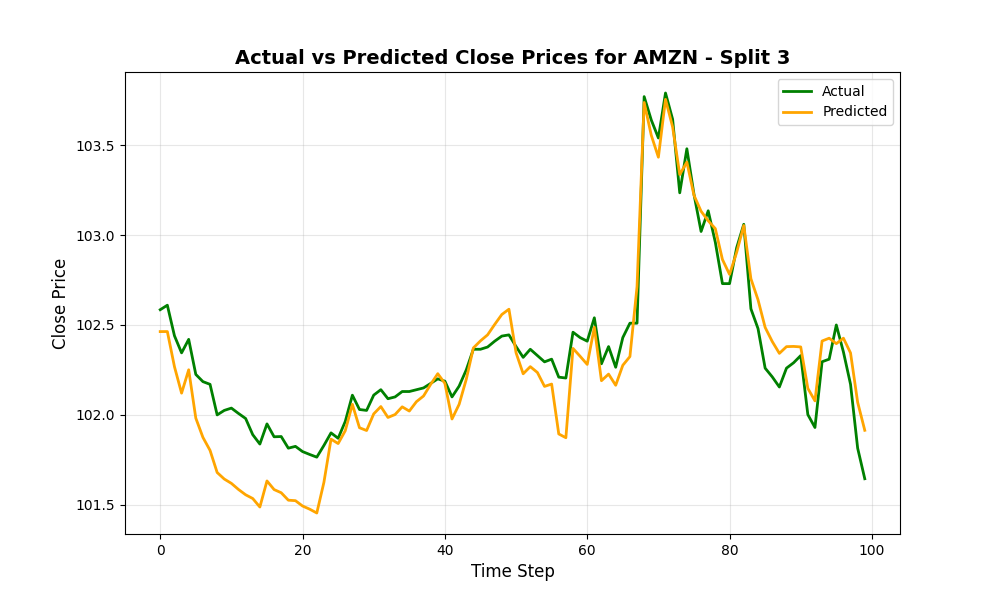 Actual vs Predicted Close Prices for AMZN - Split 3
Actual
Predicted
Close Price
103.5
103.0
102.5
102.0
101.5
0 20 40 60 80 100
Time Step